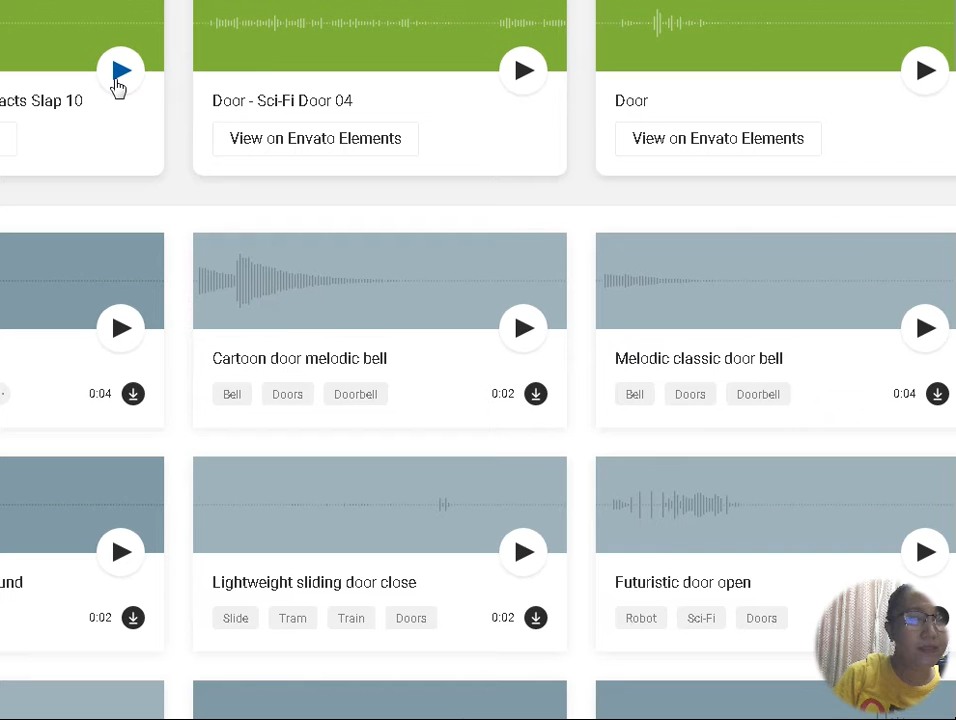 acts Slap 10
Door - Sci-Fi Door 04
Door
View on Envato Elements
View on Envato Elements
Cartoon door melodic bell
Melodic classic door bell
0:04
Bell
Doors
Doorbell
0:02
Bell
Doors
Doorbell
0:04
und
Lightweight sliding door close
Futuristic door open
0:02
Slide
Tram
Train
Doors
0:02
Robot
Sci-Fi
Doors